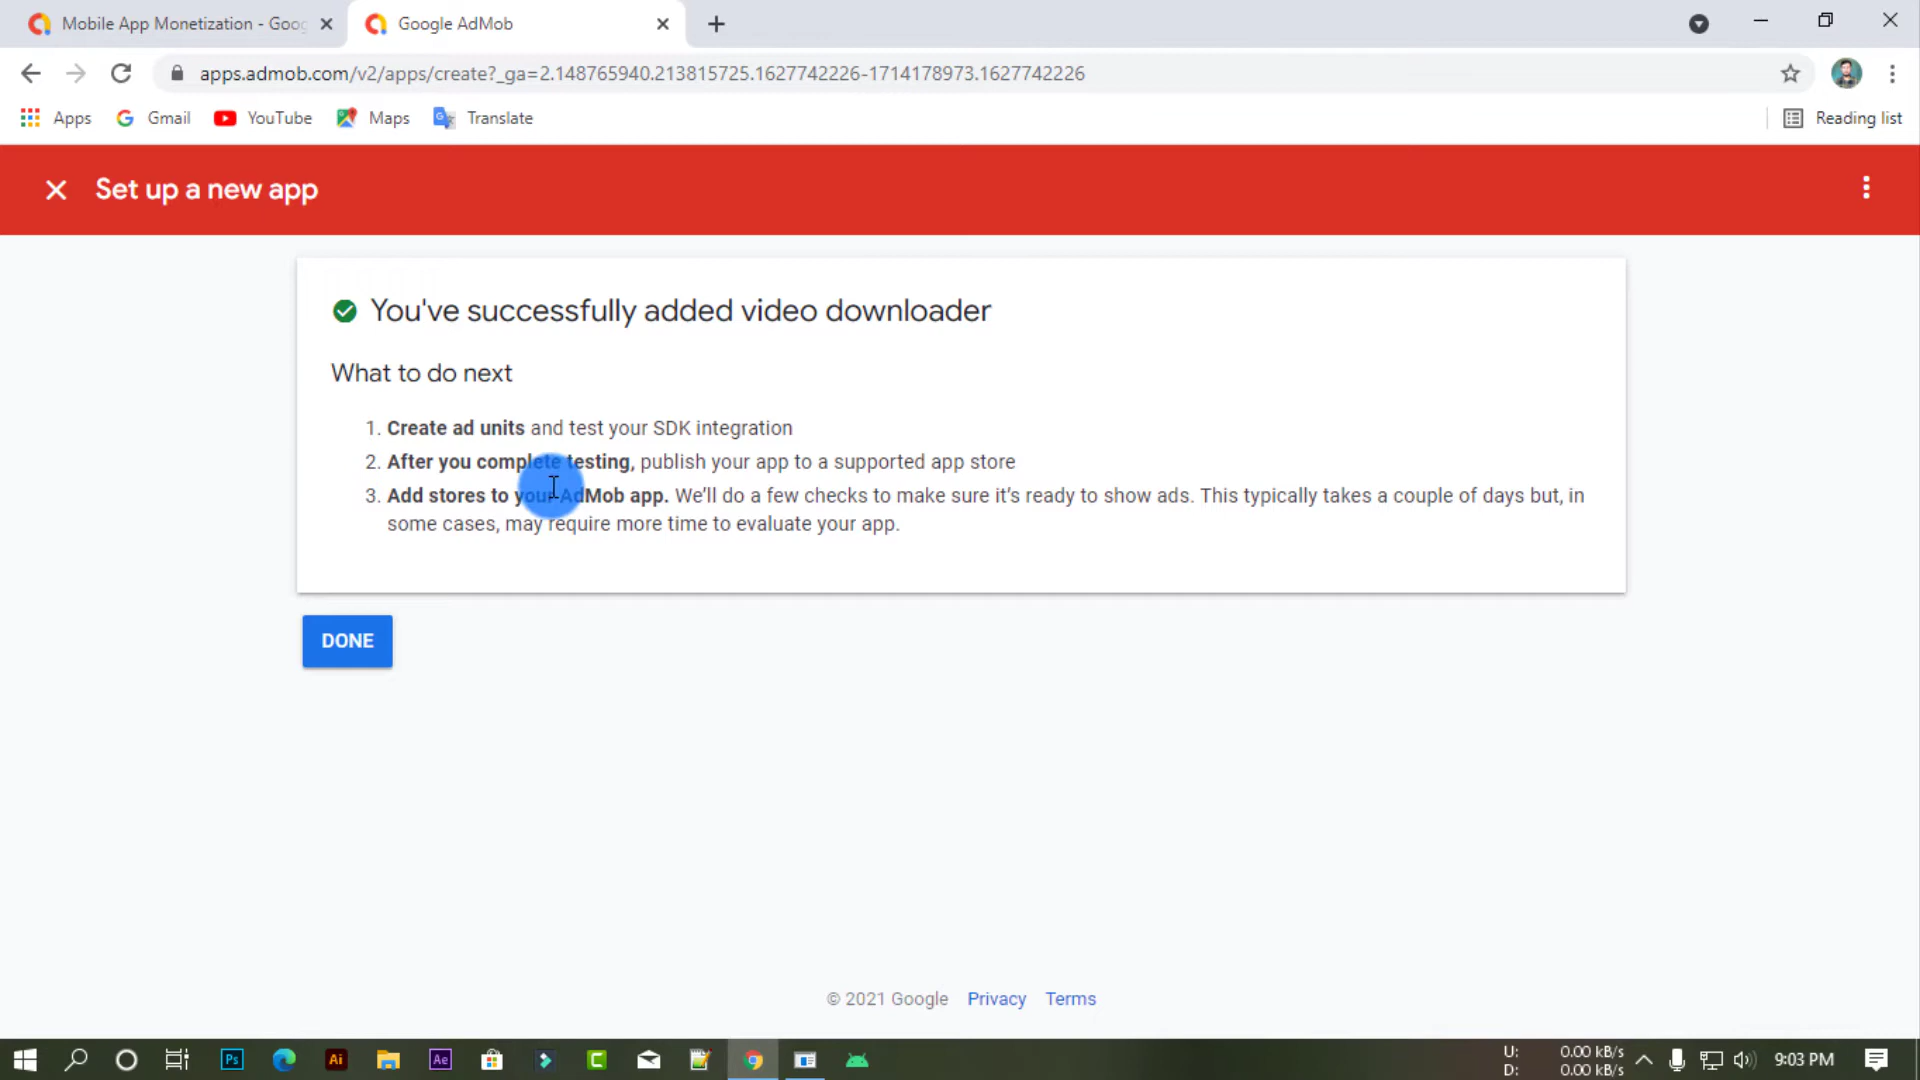 Mobile App Monetization - Goog
Google AdMob
apps.admob.com/v2/apps/create?_ga=2.148765940.213815725.1627742226-1714178973.1627742226
Apps
Gmail
YouTube
Maps
Translate
Reading list
Set up a new app
You've successfully added video downloader
What to do next
1. Create ad units and test your SDK integration
2. After you complete testing, publish your app to a supported app store
3. Add stores to your AdMob app. We'll do a few checks to make sure it's ready to show ads. This typically takes a couple of days but, in
some cases, may require more time to evaluate your app.
DONE
© 2021 Google Privacy Terms
Ps
Ai
Ae
U: 0.00 kB/s
D: 0.00 kB/s
9:03 PM